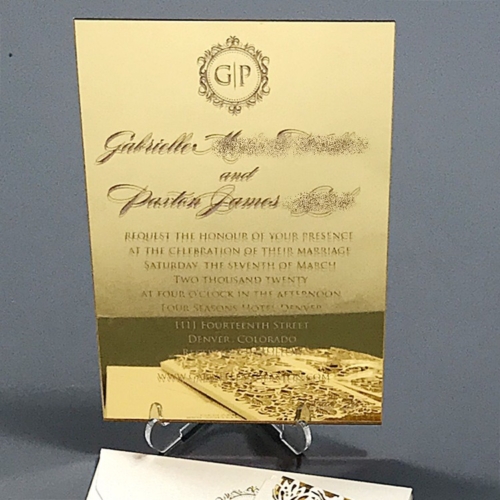 G|P
Gabrielle
and
Paxton James
REQUEST THE HONOUR OF YOUR PRESENCE
AT THE CELEBRATION OF THEIR MARRIAGE
SATURDAY, THE SEVENTH OF MARCH
TWO THOUSAND TWENTY
AT FOUR O'CLOCK IN THE AFTERNOON
FOUR SEASONS HOTEL DENVER
1111 FOURTEENTH STREET
DENVER, COLORADO